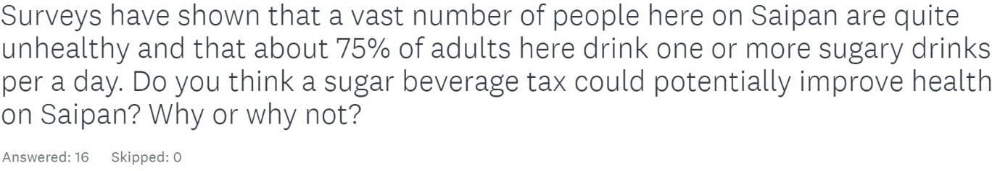 Surveys have shown that a vast number of people here on Saipan are quite
unhealthy and that about 75% of adults here drink one or more sugary drinks
per a day. Do you think a sugar beverage tax could potentially improve health
on Saipan? Why or why not?
Answered: 16 Skipped: 0